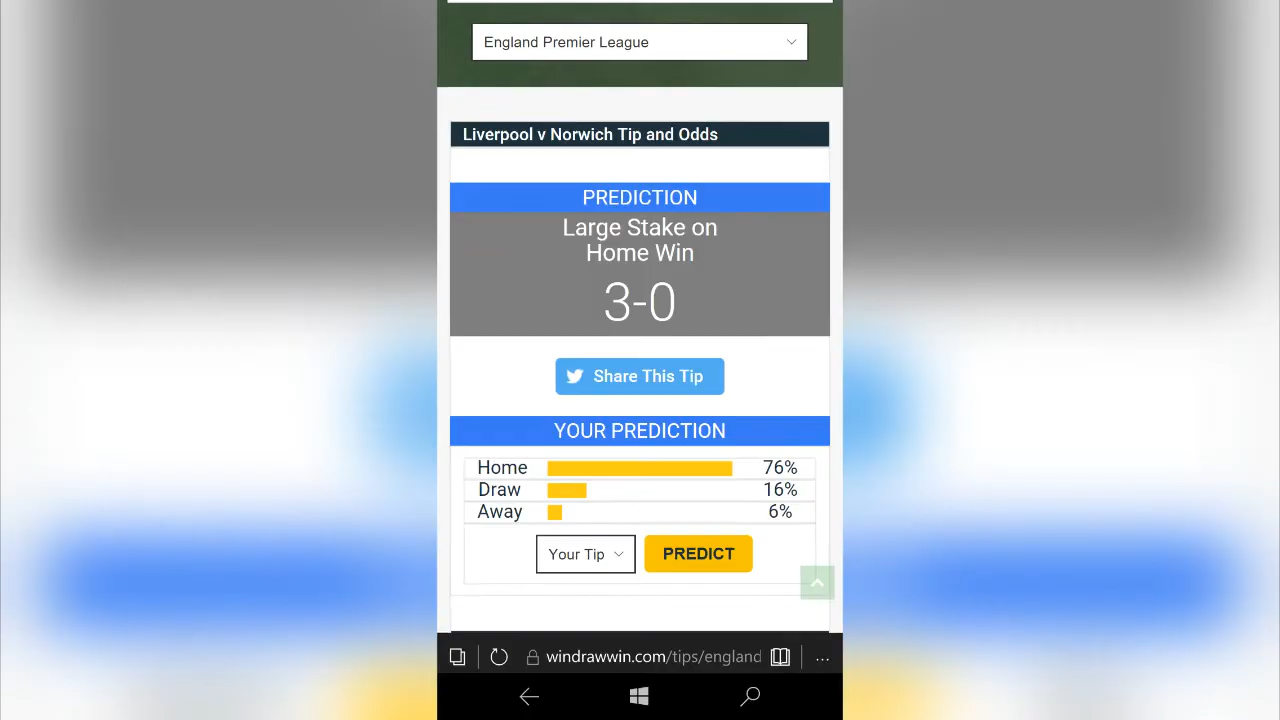 England Premier League
Liverpool v Norwich Tip and Odds
PREDICTION
Large Stake on
Home Win
3-0
Share This Tip
YOUR PREDICTION
Home 76%
Draw 16%
Away 6%
Your Tip PREDICT
windrawwin.com/tips/england